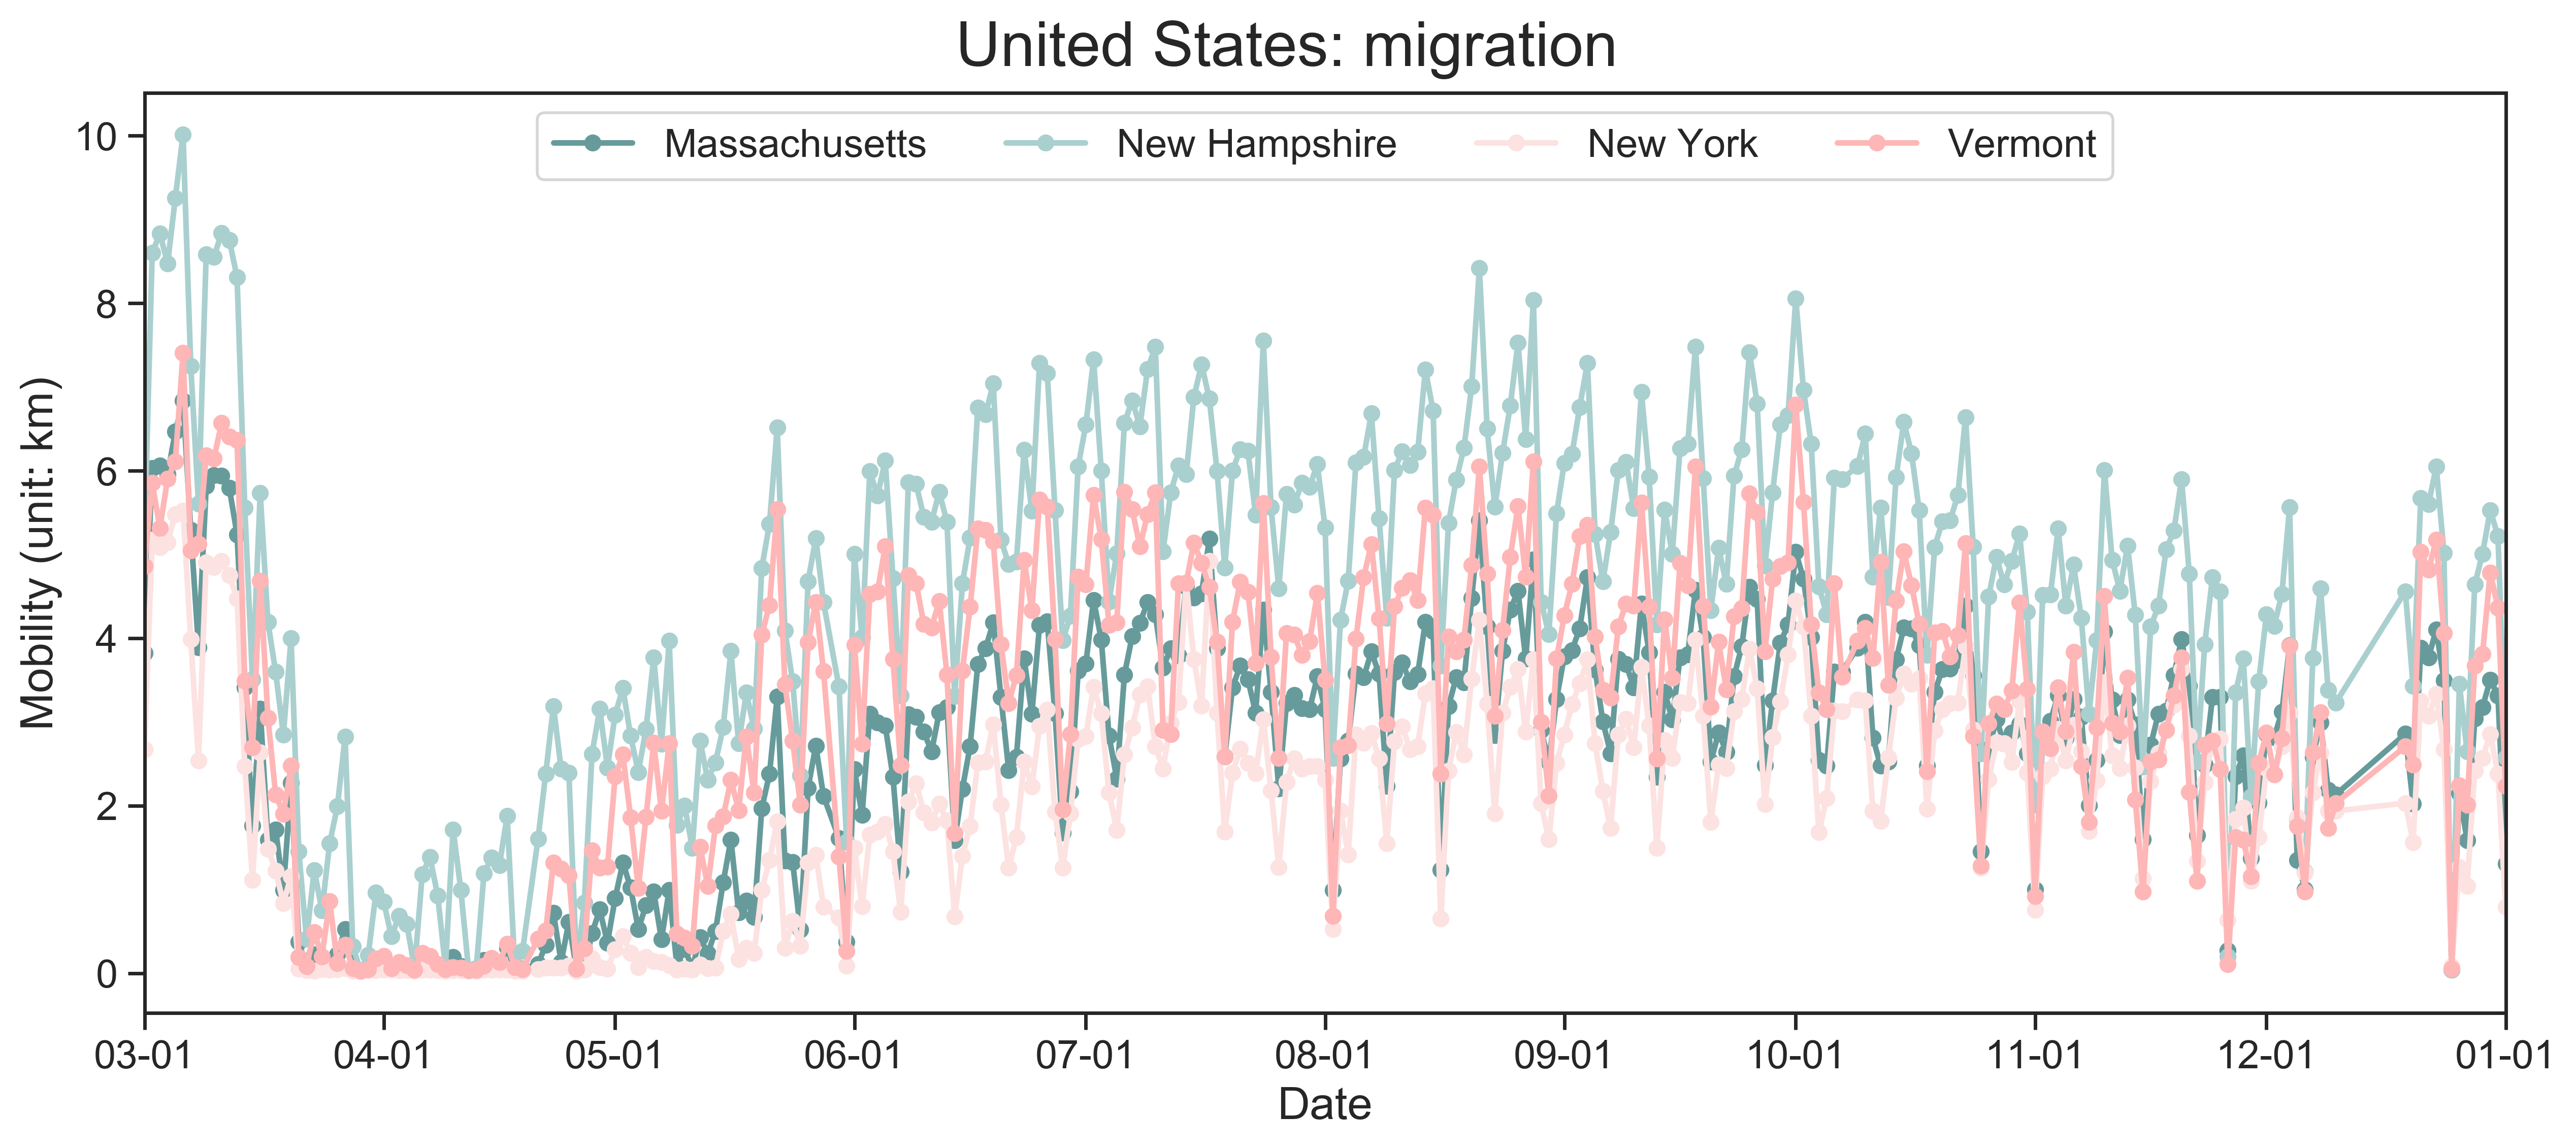 United States: migration
Massachusetts New Hampshire New York Vermont
10
8
6
4
2
0
Mobility (unit: km)
03-01 04-01 05-01 06-01 07-01 08-01 09-01 10-01 11-01 12-01 01-01
Date